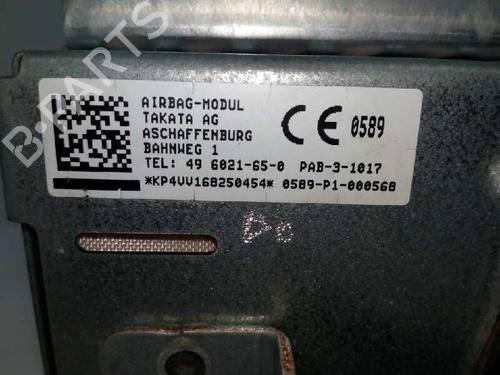 AIRBAG-MODUL
TAKATA AG
ASCHAFFENBURG
BAHNWEG 1
TEL: 49 6021-65-0 PAB-3-1017
*KP4VV168250454* 0589-P1-000568
CE 0589
B-PARTS